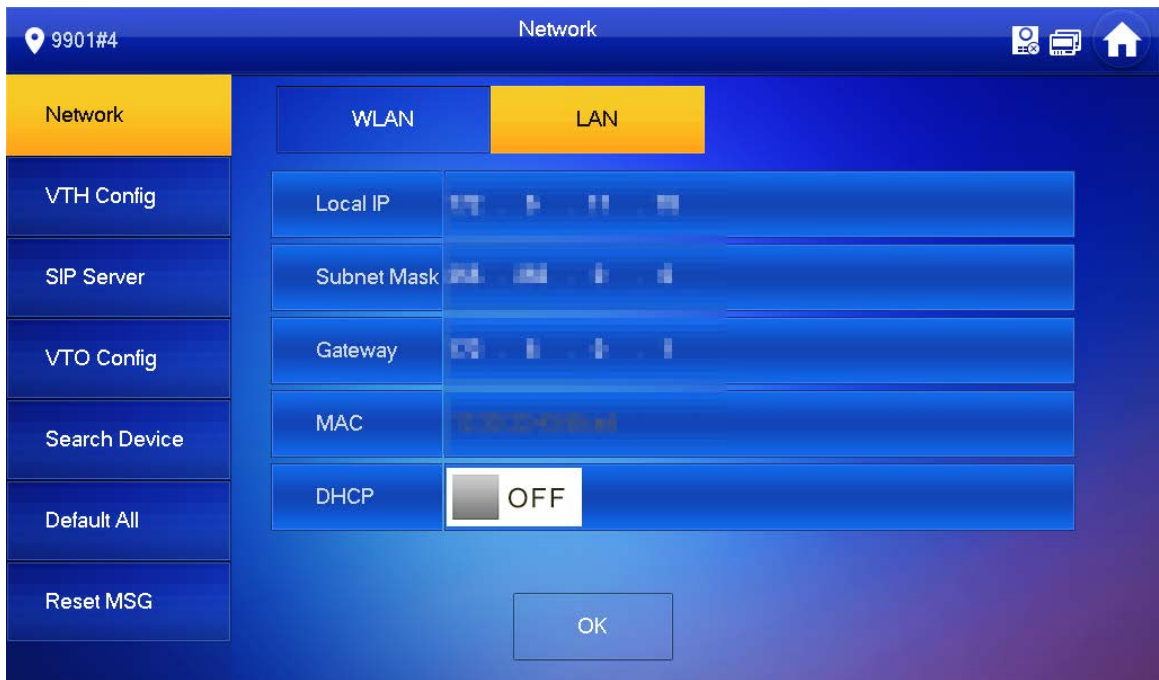 9901#4
Network
Network
WLAN
LAN
VTH Config
Local IP
SIP Server
Subnet Mask
VTO Config
Gateway
Search Device
MAC
Default All
DHCP
OFF
Reset MSG
OK